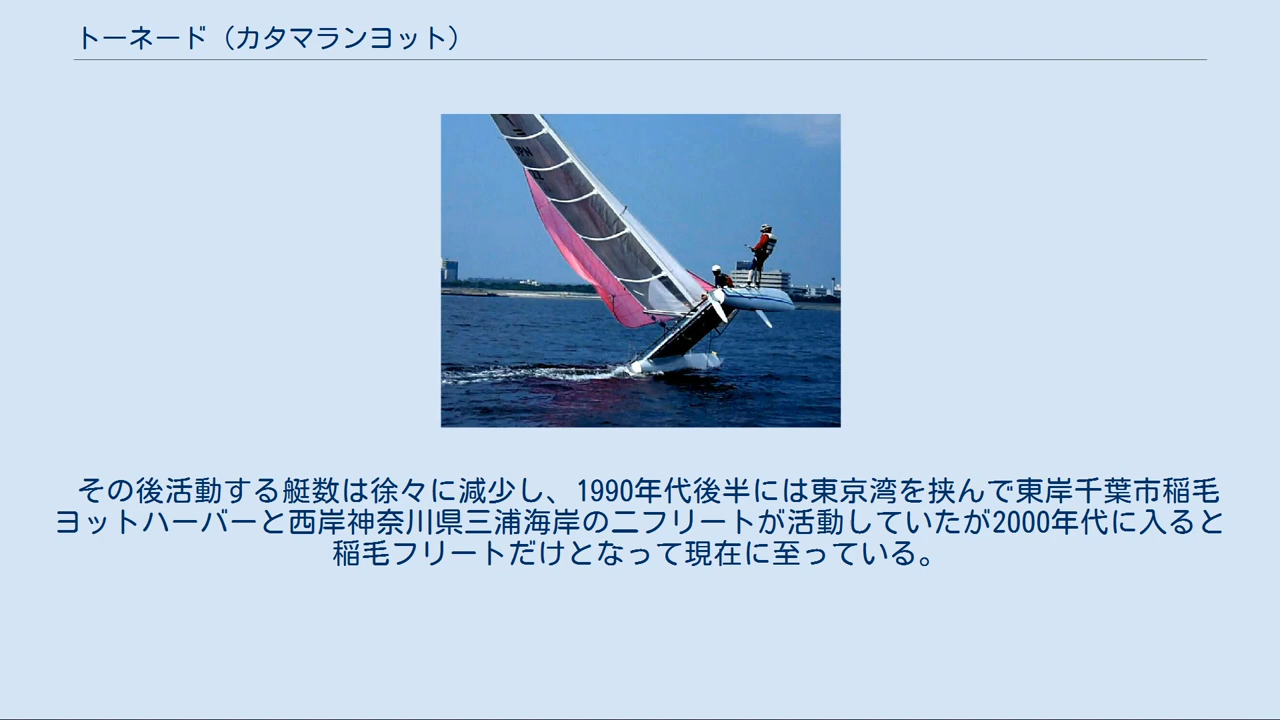 トーネード（カタマランヨット）
JPN
その後活動する艇数は徐々に減少し、1990年代後半には東京湾を挟んで東岸千葉市稲毛
ヨットハーバーと西岸神奈川県三浦海岸の二フリートが活動していたが2000年代に入ると
稲毛フリートだけとなって現在に至っている。